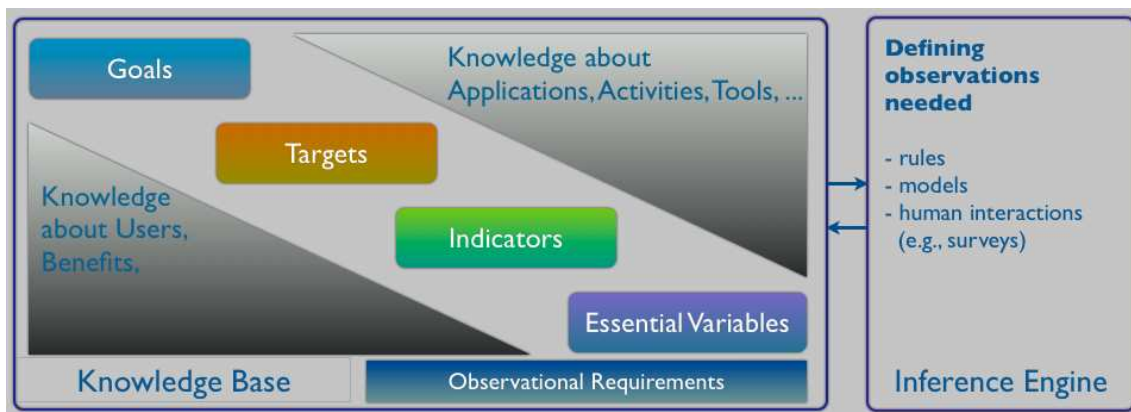 Goals
Knowledge about
Applications, Activities, Tools, ...
Targets
Knowledge
about Users,
Benefits,
Indicators
Essential Variables
Knowledge Base
Observational Requirements
Defining
observations
needed
- rules
- models
- human interactions
(e.g., surveys)
Inference Engine